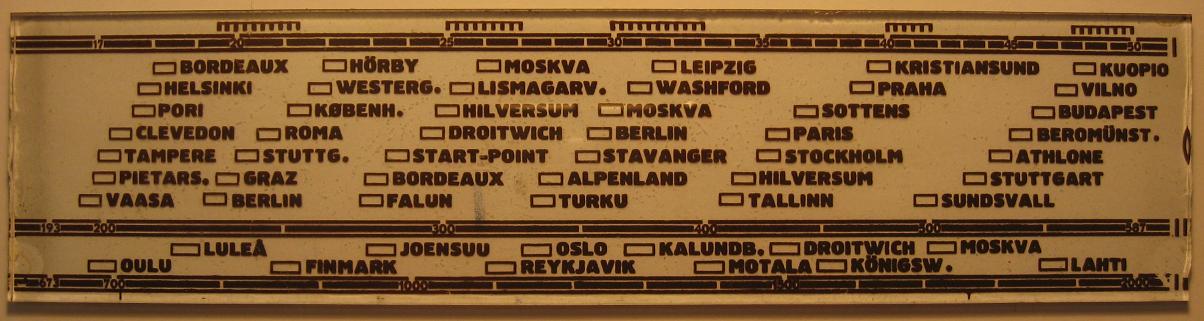 17 20 25 30 35 40 45 50 I
BORDEAUX HÖRBY MOSKVA LEIPZIG KRISTIANSUND KUOPIO
HELSINKI WESTERG. LISMAGARV. WASHFORD PRAHA VILNO
PORI KØBENH. HILVERSUM MOSKVA SOTTENS BUDAPEST
CLEVEDON ROMA DROITWICH BERLIN PARIS BEROMÜNST.
TAMPERE STUTTG. START-POINT STAVANGER STOCKHOLM ATHLONE
PIETARS. GRAZ BORDEAUX ALPENLAND HILVERSUM STUTTGART
VAASA BERLIN FALUN TURKU TALLINN SUNDSVALL
193 200 300 400 500 587 II
LULEÅ JOENSUU OSLO KALUNDB. DROITWICH MOSKVA
OULU FINMARK REYKJAVIK MOTALA KÖNIGSW. LAHTI
673 700 1000 1500 2000 III